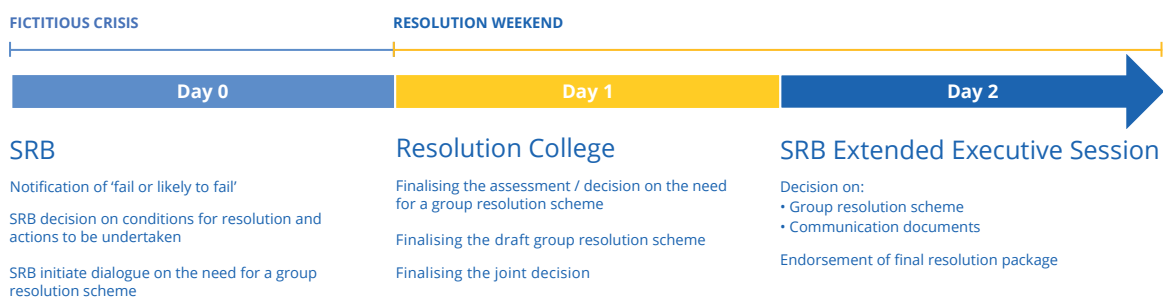 FICTITIOUS CRISIS
RESOLUTION WEEKEND
Day 0
Day 1
Day 2
SRB
Notification of ‘fail or likely to fail’
SRB decision on conditions for resolution and
actions to be undertaken
SRB initiate dialogue on the need for a group
resolution scheme
Resolution College
Finalising the assessment / decision on the need
for a group resolution scheme
Finalising the draft group resolution scheme
Finalising the joint decision
SRB Extended Executive Session
Decision on:
• Group resolution scheme
• Communication documents
Endorsement of final resolution package